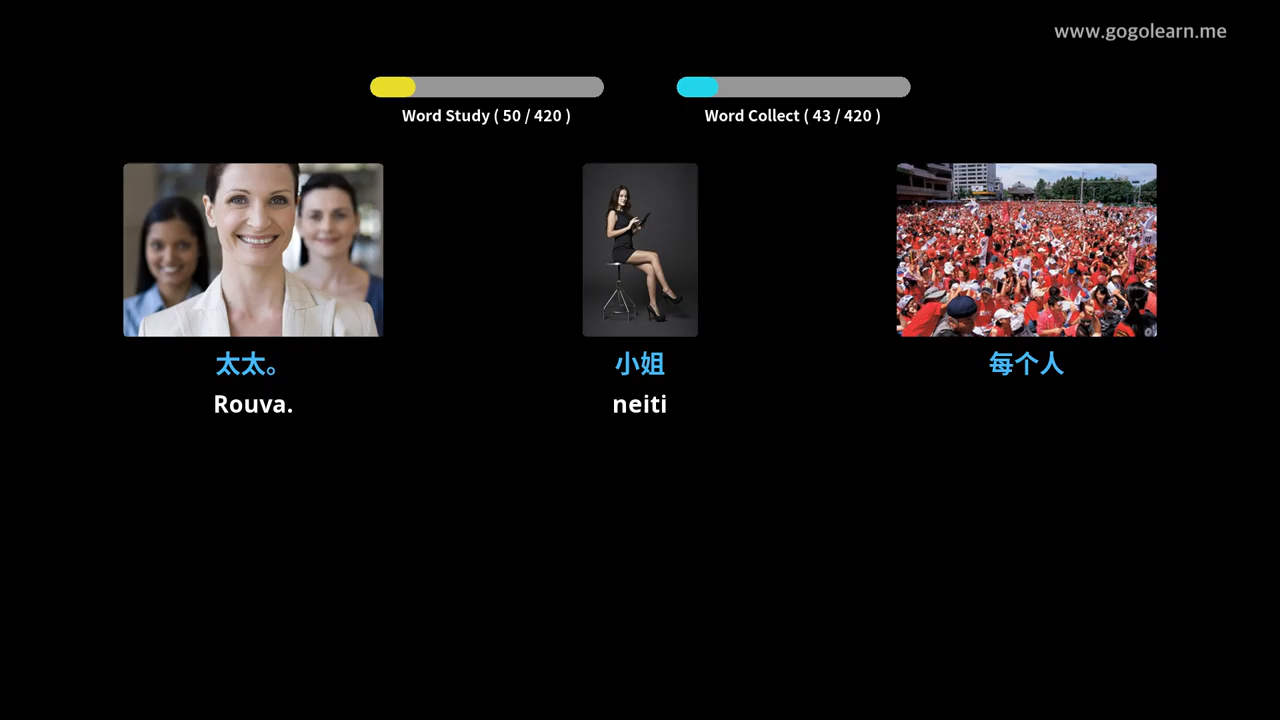 www.gogolearn.me
Word Study ( 50 / 420 )
Word Collect ( 43 / 420 )
太太。
小姐
每个人
Rouva.
neiti